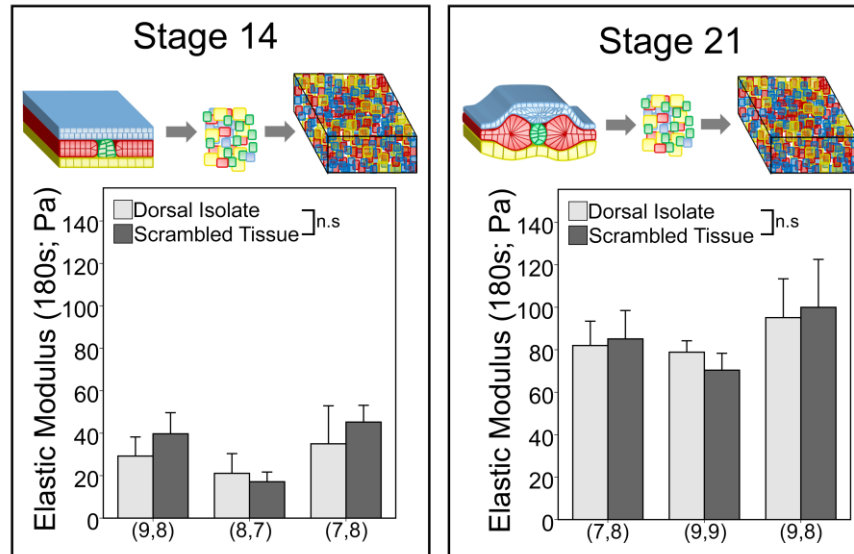 Stage 14
Elastic Modulus (180s; Pa)
140
120
100
80
60
40
20
0
Dorsal Isolate
Scrambled Tissue
n.s
(9,8)
(8,7)
(7,8)
Stage 21
Elastic Modulus (180s; Pa)
140
120
100
80
60
40
20
0
Dorsal Isolate
Scrambled Tissue
n.s
(7,8)
(9,9)
(9,8)